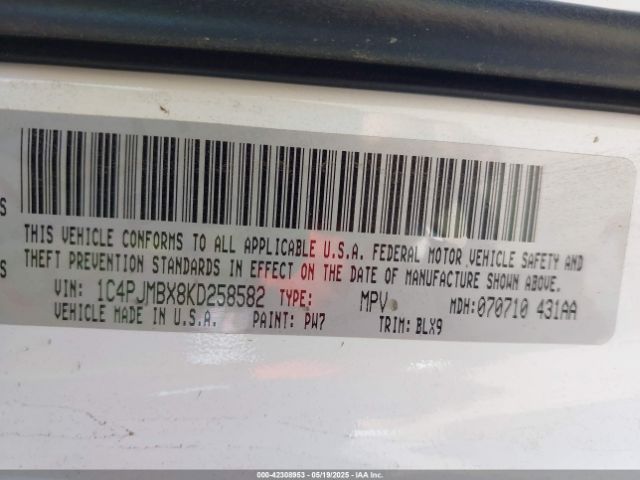 S
THIS VEHICLE CONFORMS TO ALL APPLICABLE U.S.A. FEDERAL MOTOR VEHICLE SAFETY AND
S THEFT PREVENTION STANDARDS IN EFFECT ON THE DATE OF MANUFACTURE SHOWN ABOVE.
VIN: 1C4PJMBX8KD258582 TYPE: MPV MDH:070710 431AA
VEHICLE MADE IN U.S.A. PAINT: PW7 TRIM: BLX9
000-42308953 - 05/19/2025 - IAAI.COM